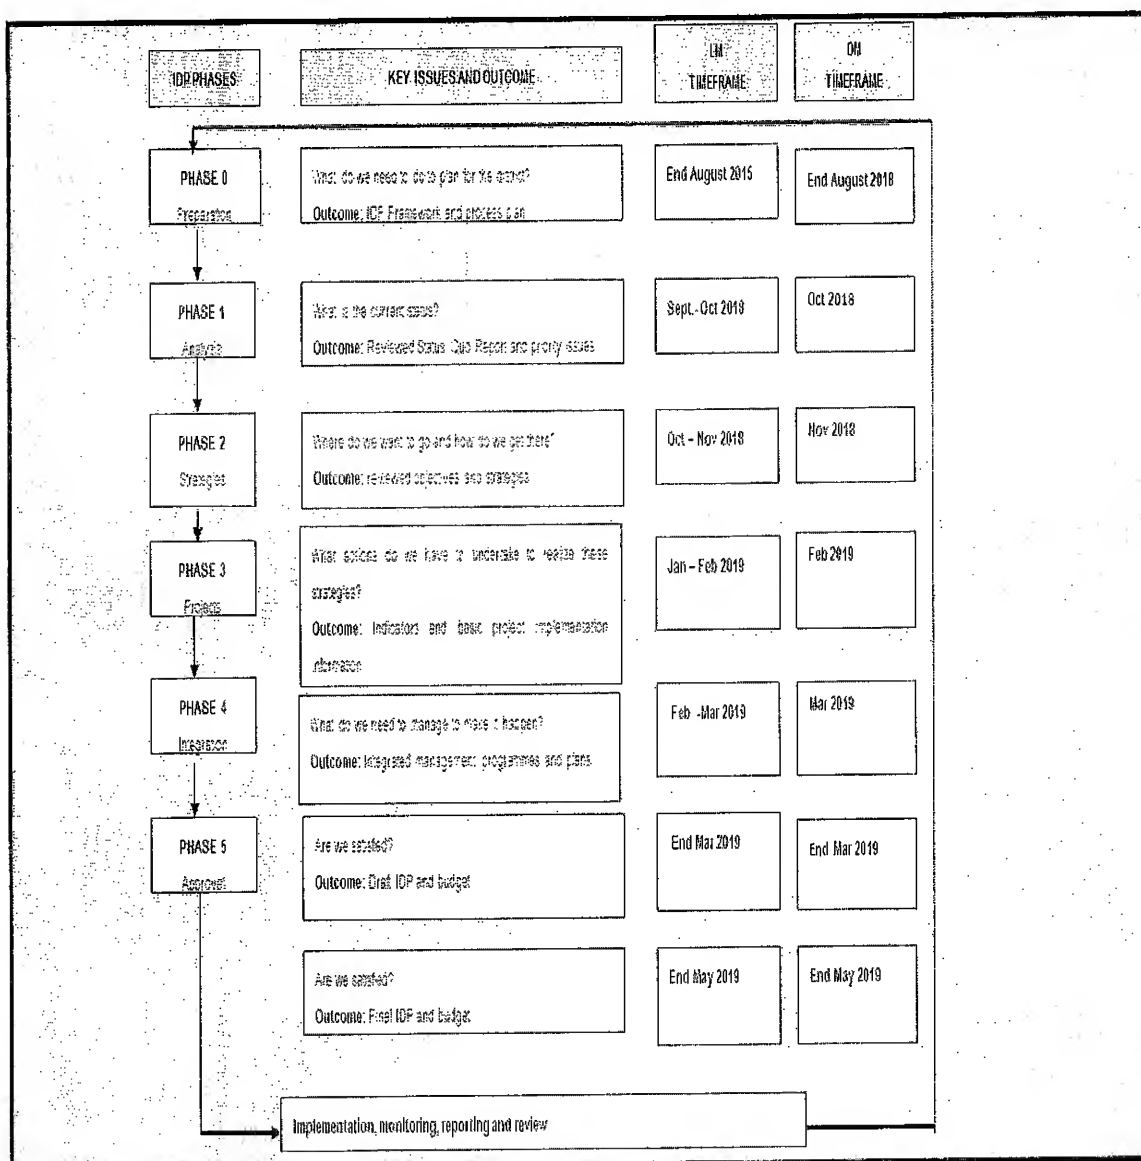 IDP PHASES
KEY ISSUES AND OUTCOME
LM
TIMEFRAME
DM
TIMEFRAME
PHASE 0
Preparation
What do we need to do to plan for the
Outcome: IDP Framework and process plan
End August 2015
End August 2018
PHASE 1
Analysis
What is the current status?
Outcome: Reviewed Status Quo Report and priority issues
Sept.-Oct 2018
Oct 2018
PHASE 2
Strategies
Where do we want to go and how do we get there?
Outcome: reviewed objectives and strategies
Oct – Nov 2018
Nov 2018
PHASE 3
Projects
What actions do we have to undertake to realize these
strategies?
Outcome: Indicators and basic project implementation
information
Jan – Feb 2019
Feb 2019
PHASE 4
Integration
What do we need to manage to make it happen?
Outcome: Integrated management programmes and plans
Feb -Mar 2019
Mar 2019
PHASE 5
Approval
Are we satisfied?
Outcome: Draft IDP and budget
End Mar 2019
End Mar 2019
Are we satisfied?
Outcome: Final IDP and budget
End May 2019
End May 2019
Implementation, monitoring, reporting and review